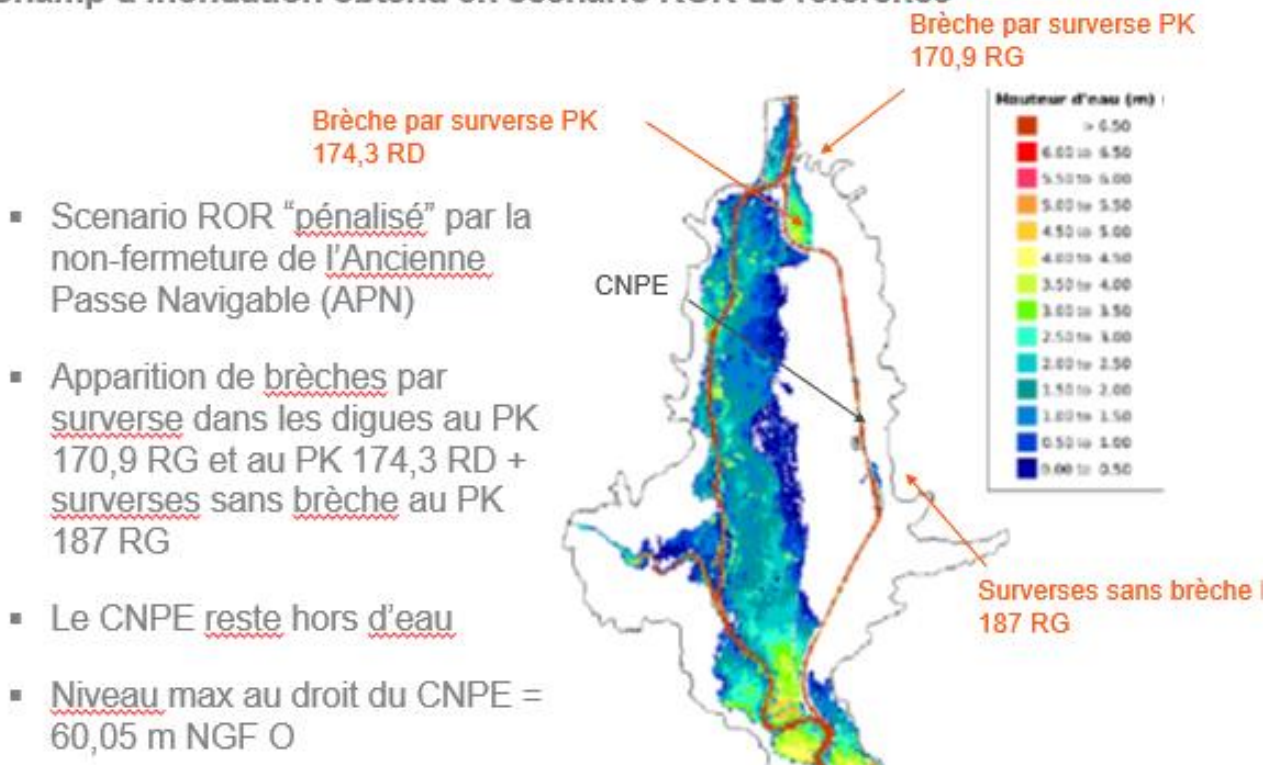 Brèche par surverse PK
170,9 RG
Brèche par surverse PK
174,3 RD
Hauteur d'eau (m) :
> 6.50
6.00 to 6.50
5.50 to 6.00
5.00 to 5.50
4.50 to 5.00
4.00 to 4.50
3.50 to 4.00
3.00 to 3.50
2.50 to 3.00
2.00 to 2.50
1.50 to 2.00
1.00 to 1.50
0.50 to 1.00
0.00 to 0.50
▪ Scenario ROR “pénalisé” par la
non-fermeture de l’Ancienne
Passe Navigable (APN)
CNPE
▪ Apparition de brèches par
surverse dans les digues au PK
170,9 RG et au PK 174,3 RD +
surverses sans brèche au PK
187 RG
Surverses sans brèche
187 RG
▪ Le CNPE reste hors d’eau
▪ Niveau max au droit du CNPE =
60,05 m NGF O